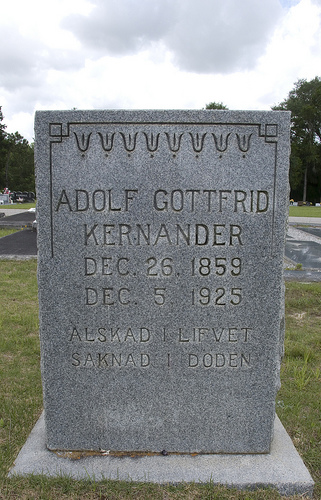 ADOLF GOTTFRID
KERNANDER
DEC. 26. 1859
DEC. 5. 1925
ALSKAD I LIFVET
SAKNAD I DODEN